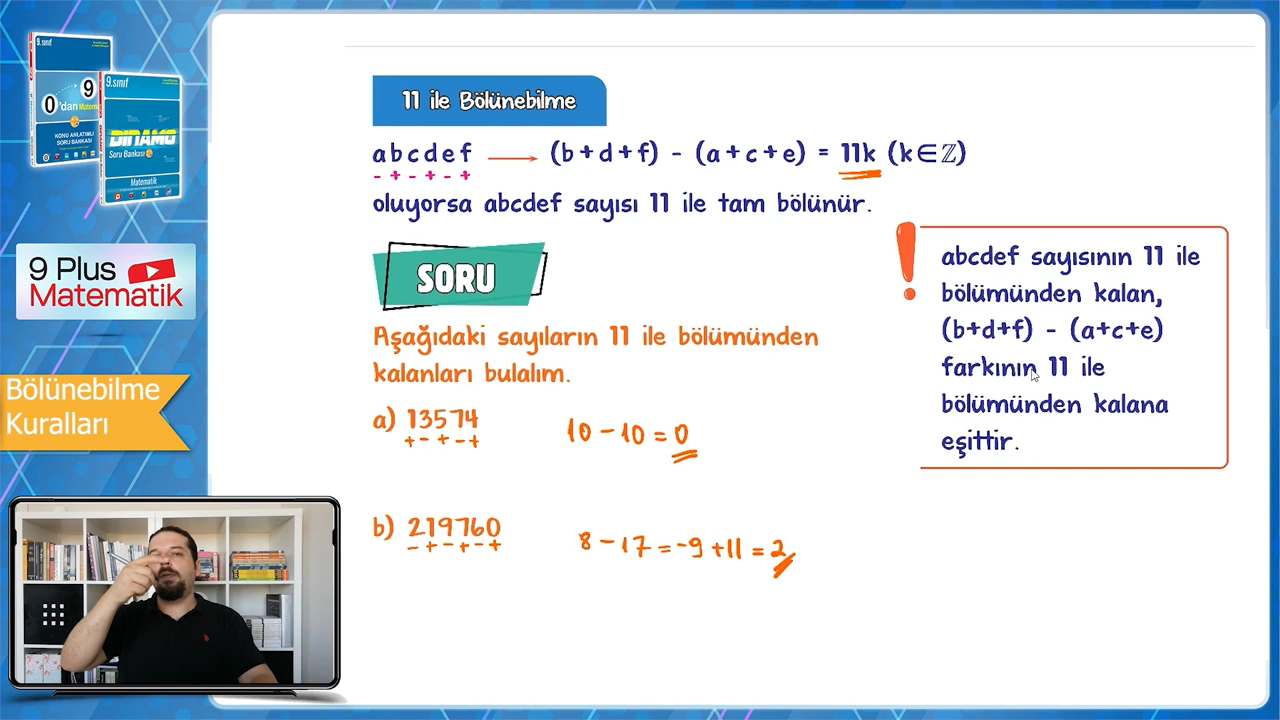 9.sınıf
0'dan 9
Matem
KONU ANLATIMLI
SORU BANKASI
9.sınıf
DİNAMO
Soru Bankası
Matematik
9 Plus
Matematik
Bölünebilme
Kuralları
11 ile Bölünebilme
abcdef → (b+d+f) - (a+c+e) = 11k (k∈ℤ)
- + - + - +
oluyorsa abcdef sayısı 11 ile tam bölünür.
SORU
Aşağıdaki sayıların 11 ile bölümünden
kalanları bulalım.
a) 13574 10 - 10 = 0
+ - + - +
b) 219760 8 - 17 = -9 + 11 = 2
- + - + - +
!
abcdef sayısının 11 ile
bölümünden kalan,
(b+d+f) - (a+c+e)
farkının 11 ile
bölümünden kalana
eşittir.